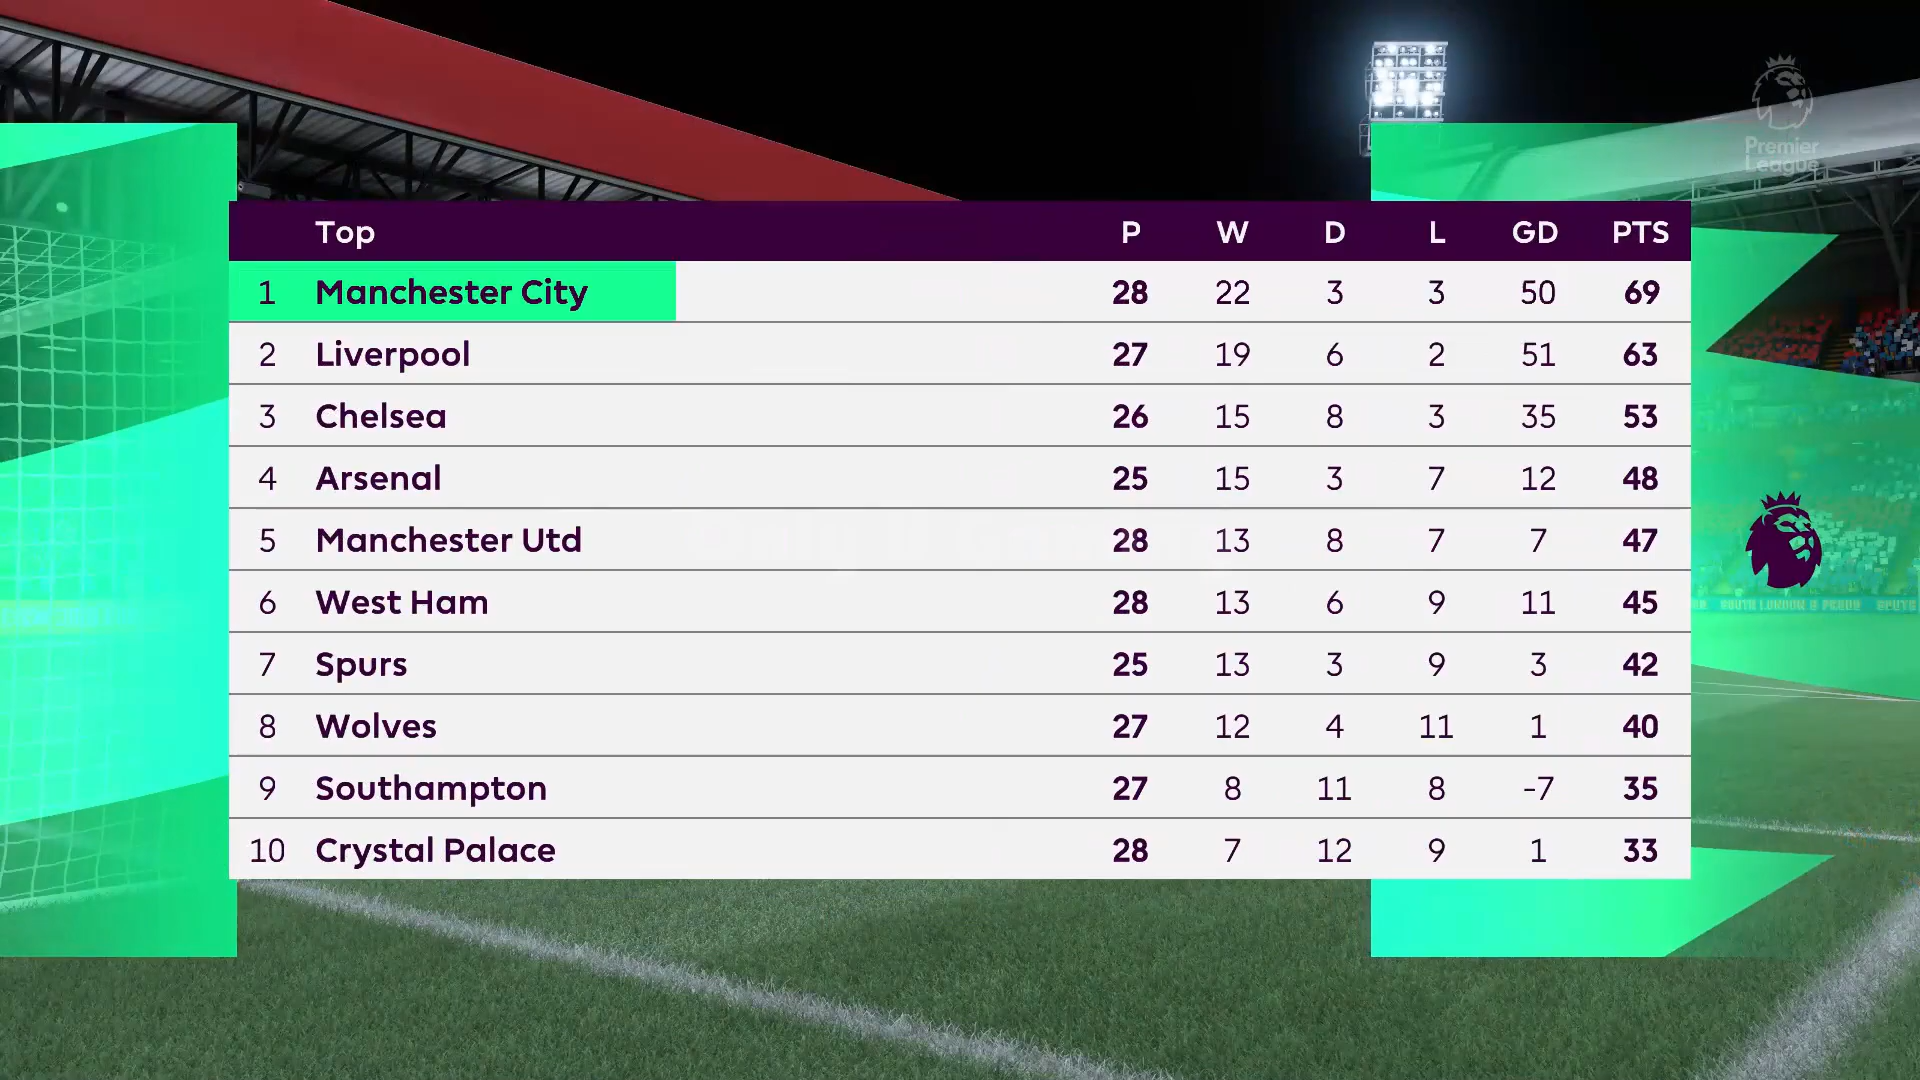 Premier
League
Top P W D L GD PTS
1 Manchester City 28 22 3 3 50 69
2 Liverpool 27 19 6 2 51 63
3 Chelsea 26 15 8 3 35 53
4 Arsenal 25 15 3 7 12 48
5 Manchester Utd 28 13 8 7 7 47
6 West Ham 28 13 6 9 11 45
7 Spurs 25 13 3 9 3 42
8 Wolves 27 12 4 11 1 40
9 Southampton 27 8 11 8 -7 35
10 Crystal Palace 28 7 12 9 1 33
SOUTH LONDON & PROUD